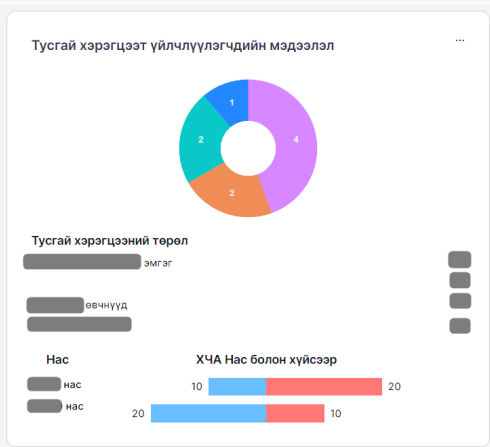 Тусгай хэрэгцээт үйлчлүүлэгчдийн мэдээлэл ...
1
2
4
2
Тусгай хэрэгцээний төрөл
эмгэг
өвчнүүд
Нас ХЧА Нас болон хүйсээр
нас 10 20
нас 20 10